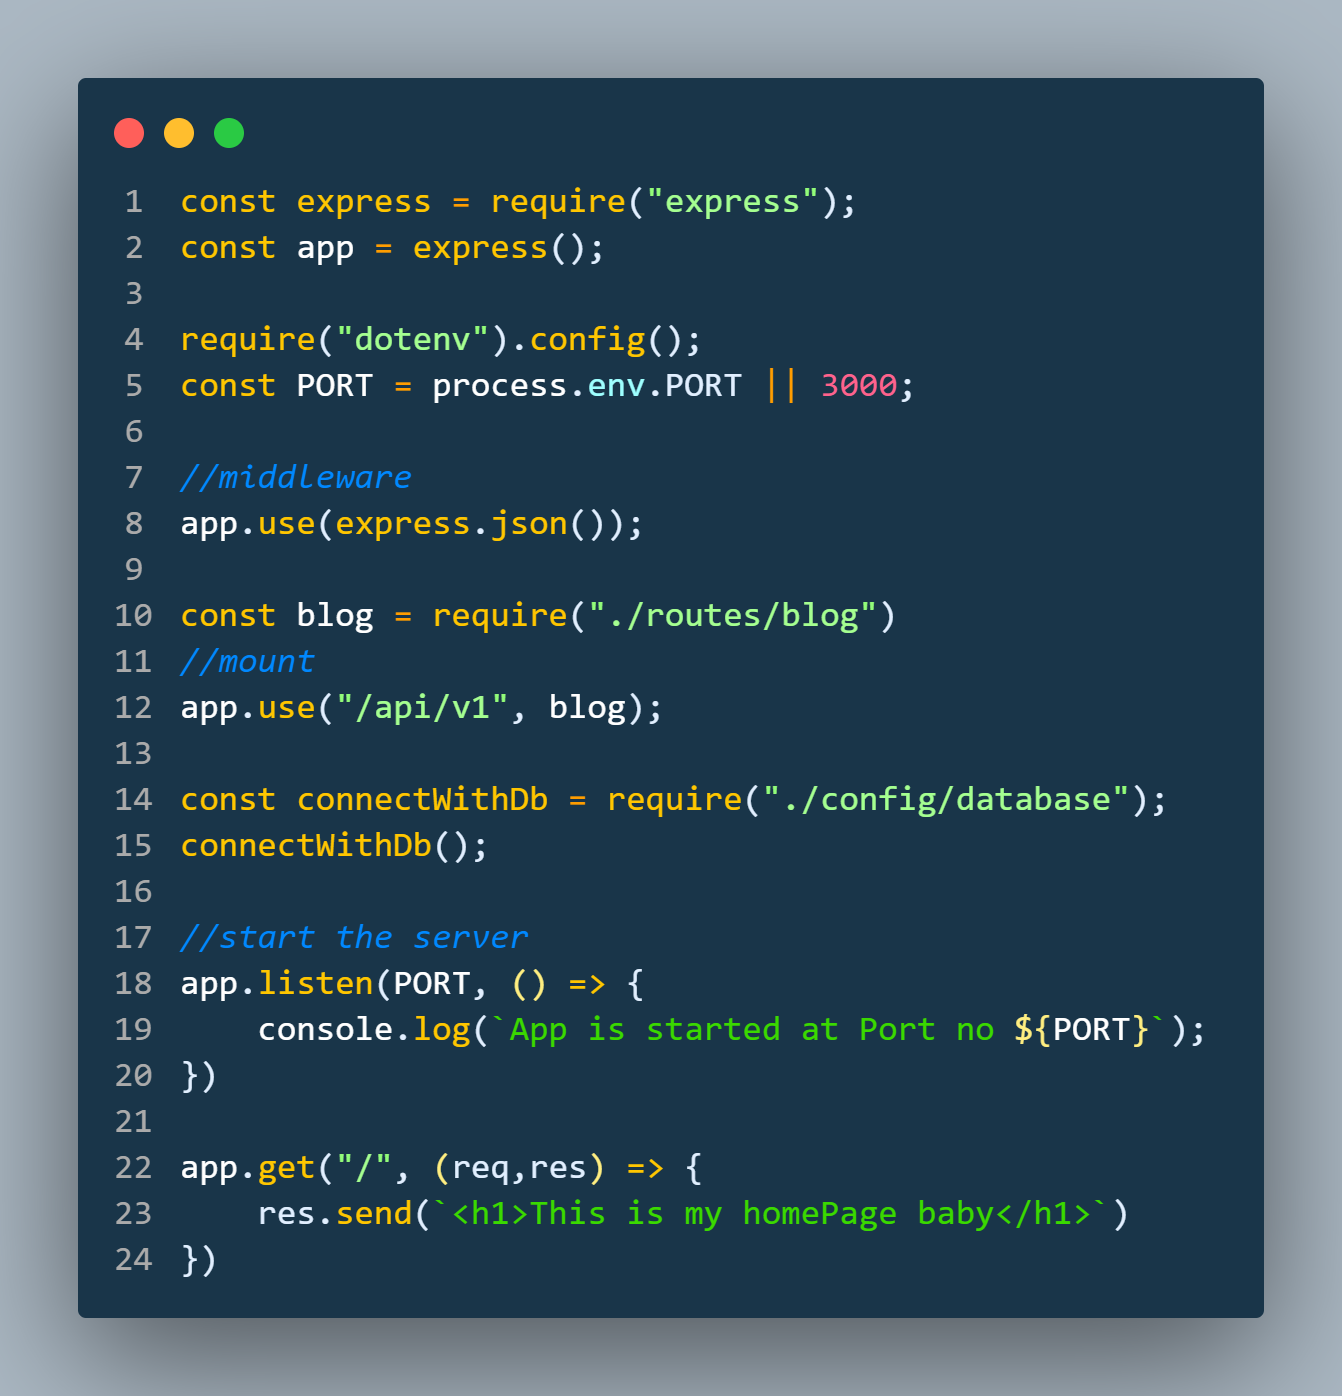 1 const express = require("express");
2 const app = express();
3
4 require("dotenv").config();
5 const PORT = process.env.PORT || 3000;
6
7 //middleware
8 app.use(express.json());
9
10 const blog = require("./routes/blog")
11 //mount
12 app.use("/api/v1", blog);
13
14 const connectWithDb = require("./config/database");
15 connectWithDb();
16
17 //start the server
18 app.listen(PORT, () => {
19     console.log(`App is started at Port no ${PORT}`);
20 })
21
22 app.get("/", (req,res) => {
23     res.send(`<h1>This is my homePage baby</h1>`)
24 })